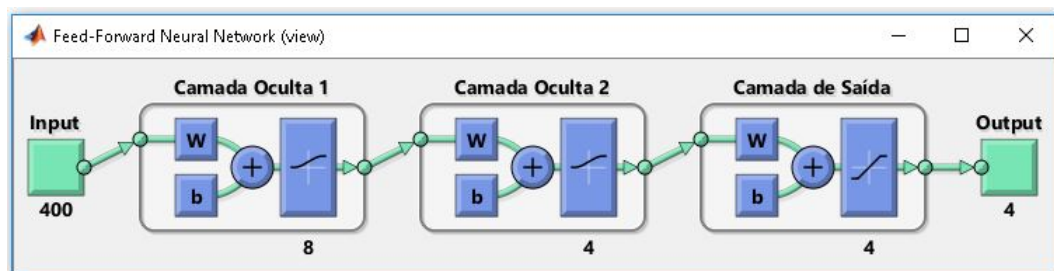 Feed-Forward Neural Network (view)
Camada Oculta 1
Camada Oculta 2
Camada de Saída
Input
Output
W
W
W
b
b
b
400
8
4
4
4